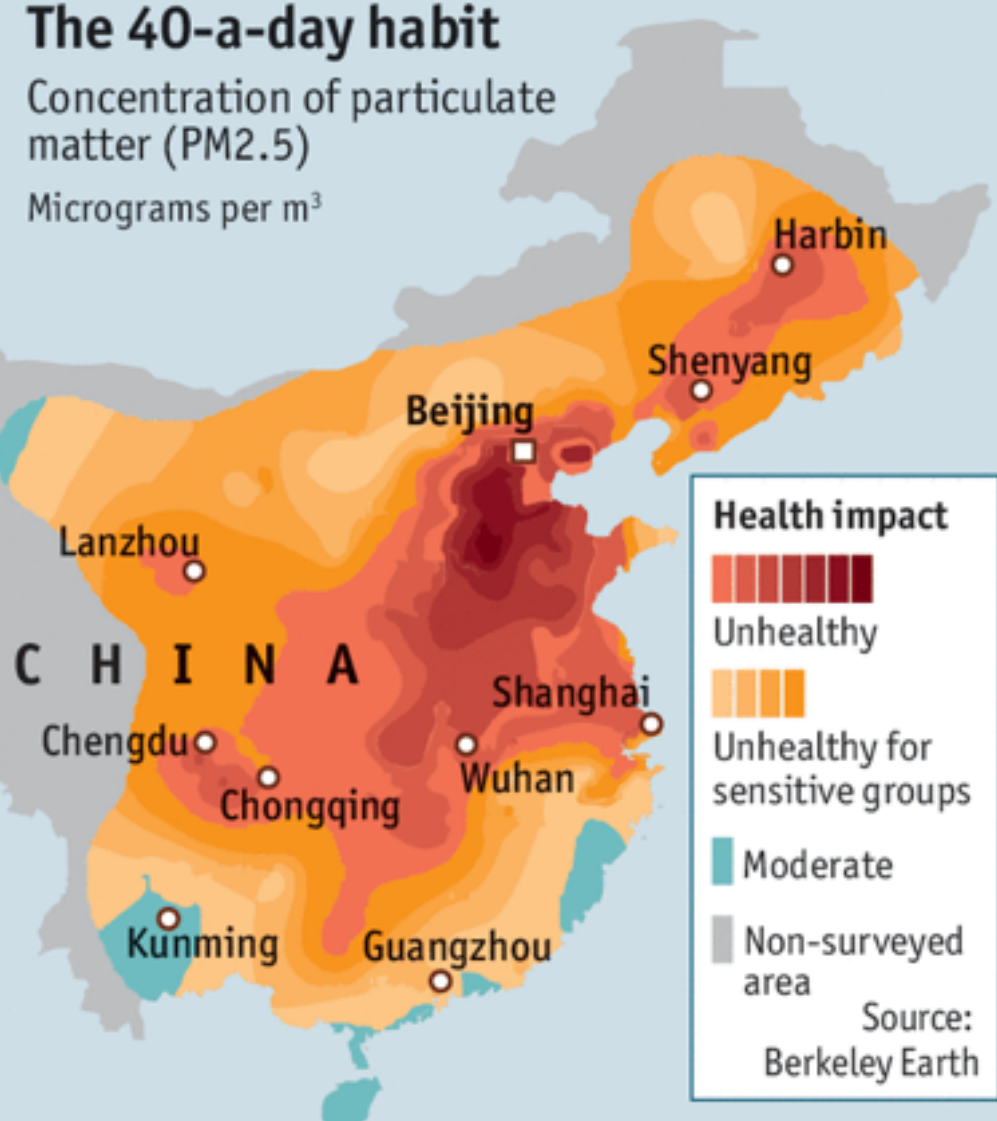 The 40-a-day habit
Concentration of particulate
matter (PM2.5)
Micrograms per m³
Harbin
Shenyang
Beijing
Lanzhou
CHINA
Shanghai
Chengdu
Wuhan
Chongqing
Kunming
Guangzhou
Health impact
Unhealthy
Unhealthy for
sensitive groups
Moderate
Non-surveyed
area
Source:
Berkeley Earth